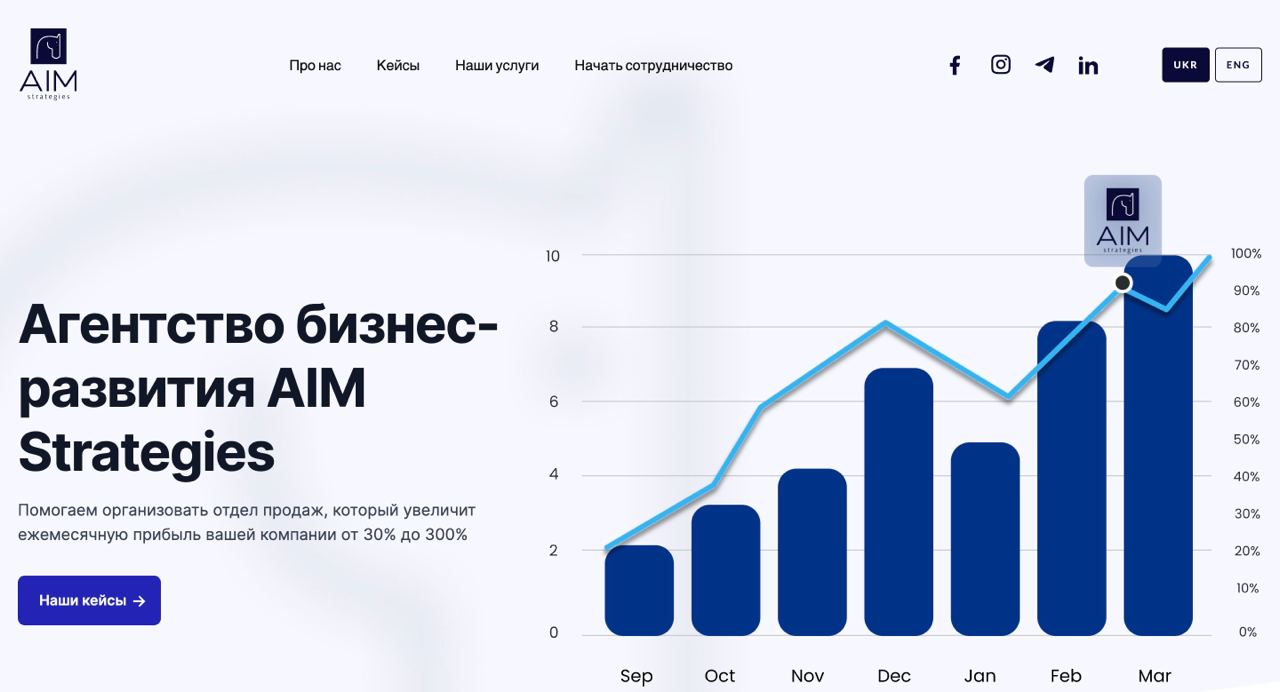 AIM
strategies
Про нас
Кейсы
Наши услуги
Начать сотрудничество
UKR
ENG
Агентство бизнес-
развития AIM
Strategies
Помогаем организовать отдел продаж, который увеличит
ежемесячную прибыль вашей компании от 30% до 300%
Наши кейсы →
AIM
strategies
10
8
6
4
2
0
100%
90%
80%
70%
60%
50%
40%
30%
20%
10%
0%
Sep Oct Nov Dec Jan Feb Mar